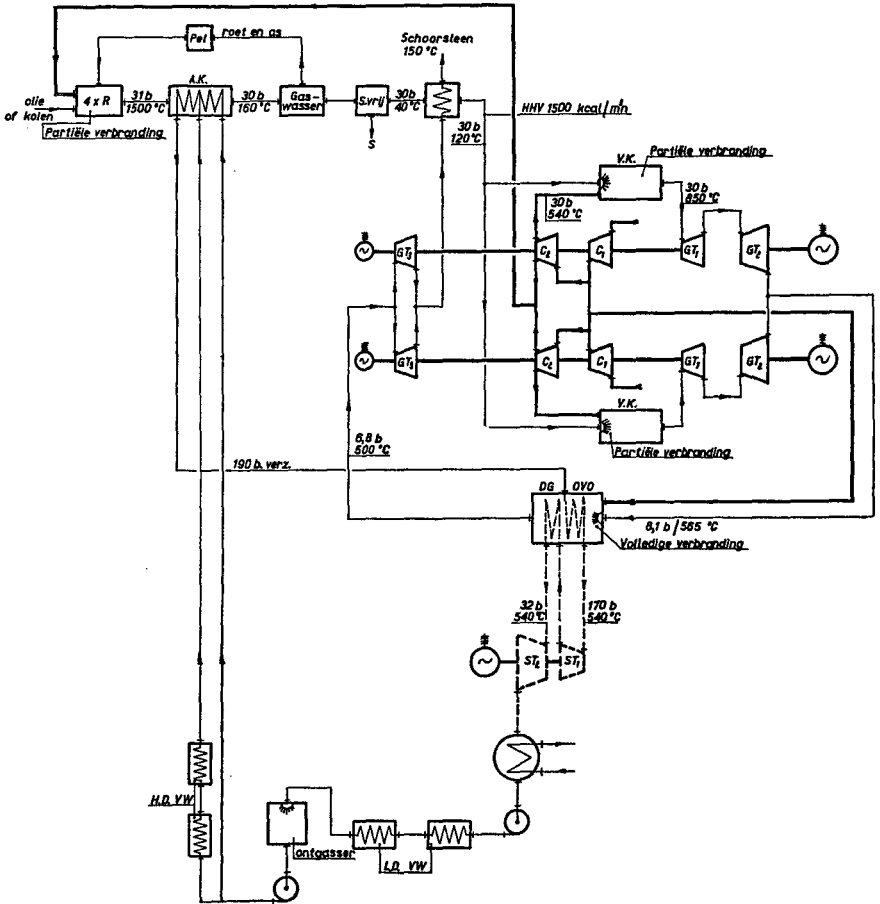 Schoorsteen
150 °C
Pel
roet en as
A.K.
olie
of kolen
4 x R
31 b
1500 °C
30 b
160 °C
Gas-
wasser
S.vrij
30 b
40 °C
S
Partiële verbranding
30 b
120 °C
HHV 1500 kcal/m³n
V.K.
Partiële verbranding
30 b
540 °C
30 b
850 °C
GT3
C2
C1
GT1
GT2
GT3
C2
C1
GT1
GT2
V.K.
Partiële verbranding
6,8 b
500 °C
190 b. verz.
DG
OVO
6,1 b / 565 °C
Volledige verbranding
32 b
540 °C
170 b
540 °C
ST2
ST1
H.D. VW
ontgasser
L.D. VW